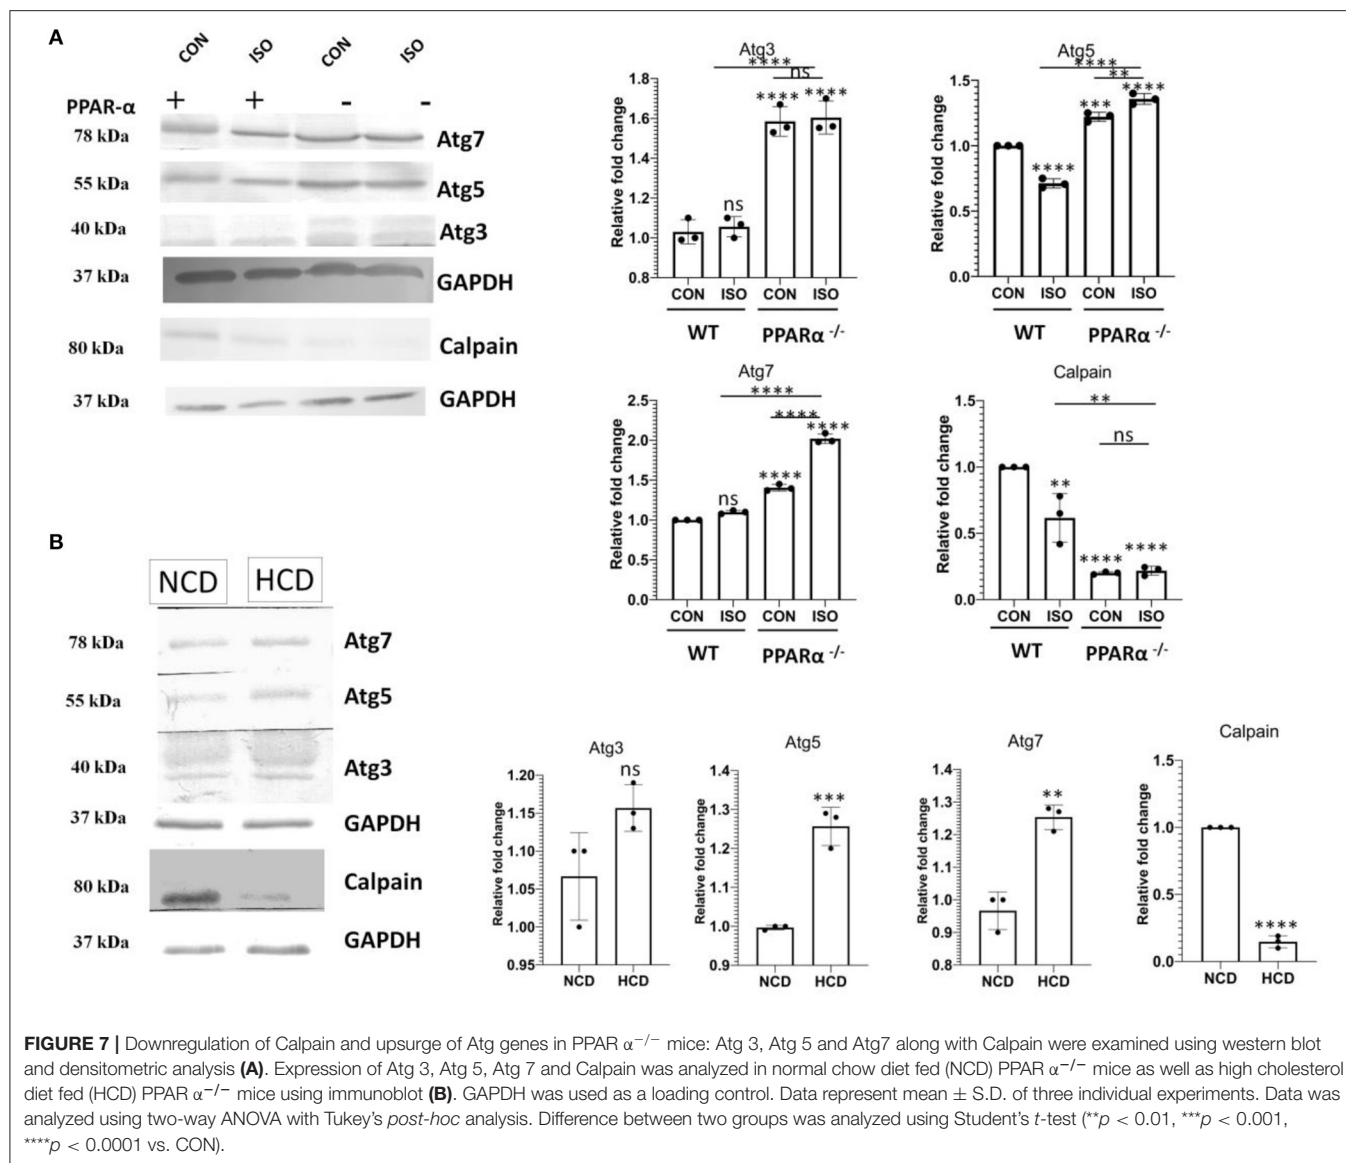 A
CON ISO CON ISO
PPAR-α + + - -
78 kDa Atg7
55 kDa Atg5
40 kDa Atg3
37 kDa GAPDH
80 kDa Calpain
37 kDa GAPDH
Atg3
Relative fold change
1.8
1.6
1.4
1.2
1.0
0.8
ns
****
****
****
ns
CON ISO CON ISO
WT PPARα -/-
Atg5
Relative fold change
1.5
1.0
0.5
0.0
****
***
****
****
**
CON ISO CON ISO
WT PPARα -/-
Atg7
Relative fold change
2.5
2.0
1.5
1.0
0.5
0.0
ns
****
****
****
****
CON ISO CON ISO
WT PPARα -/-
Calpain
Relative fold change
1.5
1.0
0.5
0.0
**
****
****
**
ns
CON ISO CON ISO
WT PPARα -/-
B
NCD HCD
78 kDa Atg7
55 kDa Atg5
40 kDa Atg3
37 kDa GAPDH
80 kDa Calpain
37 kDa GAPDH
Atg3
Relative fold change
1.20
1.15
1.10
1.05
1.00
0.95
ns
NCD HCD
Atg5
Relative fold change
1.4
1.3
1.2
1.1
1.0
0.9
***
NCD HCD
Atg7
Relative fold change
1.4
1.3
1.2
1.1
1.0
0.9
0.8
**
NCD HCD
Calpain
Relative fold change
1.5
1.0
0.5
0.0
****
NCD HCD
FIGURE 7 | Downregulation of Calpain and upsurge of Atg genes in PPAR α−/− mice: Atg 3, Atg 5 and Atg7 along with Calpain were examined using western blot
and densitometric analysis (A). Expression of Atg 3, Atg 5, Atg 7 and Calpain was analyzed in normal chow diet fed (NCD) PPAR α−/− mice as well as high cholesterol
diet fed (HCD) PPAR α−/− mice using immunoblot (B). GAPDH was used as a loading control. Data represent mean ± S.D. of three individual experiments. Data was
analyzed using two-way ANOVA with Tukey's post-hoc analysis. Difference between two groups was analyzed using Student's t-test (**p < 0.01, ***p < 0.001,
****p < 0.0001 vs. CON).